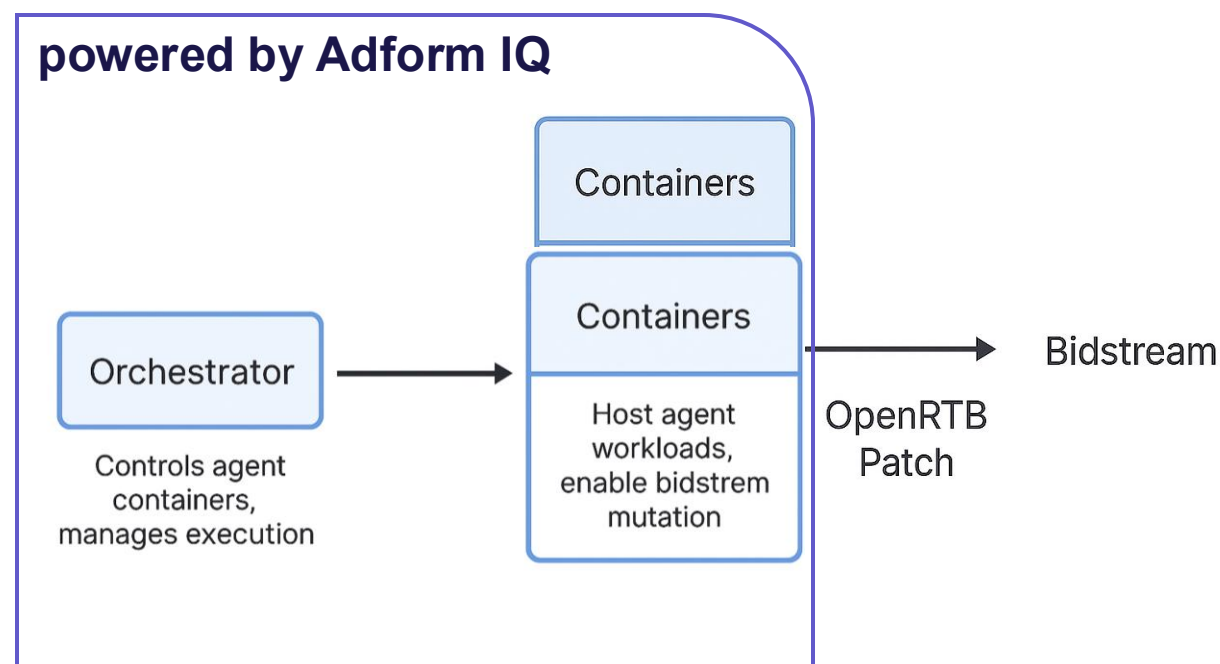 powered by Adform IQ
Containers
Containers
Host agent
workloads,
enable bidstrem
mutation
Orchestrator
Controls agent
containers,
manages execution
Bidstream
OpenRTB
Patch